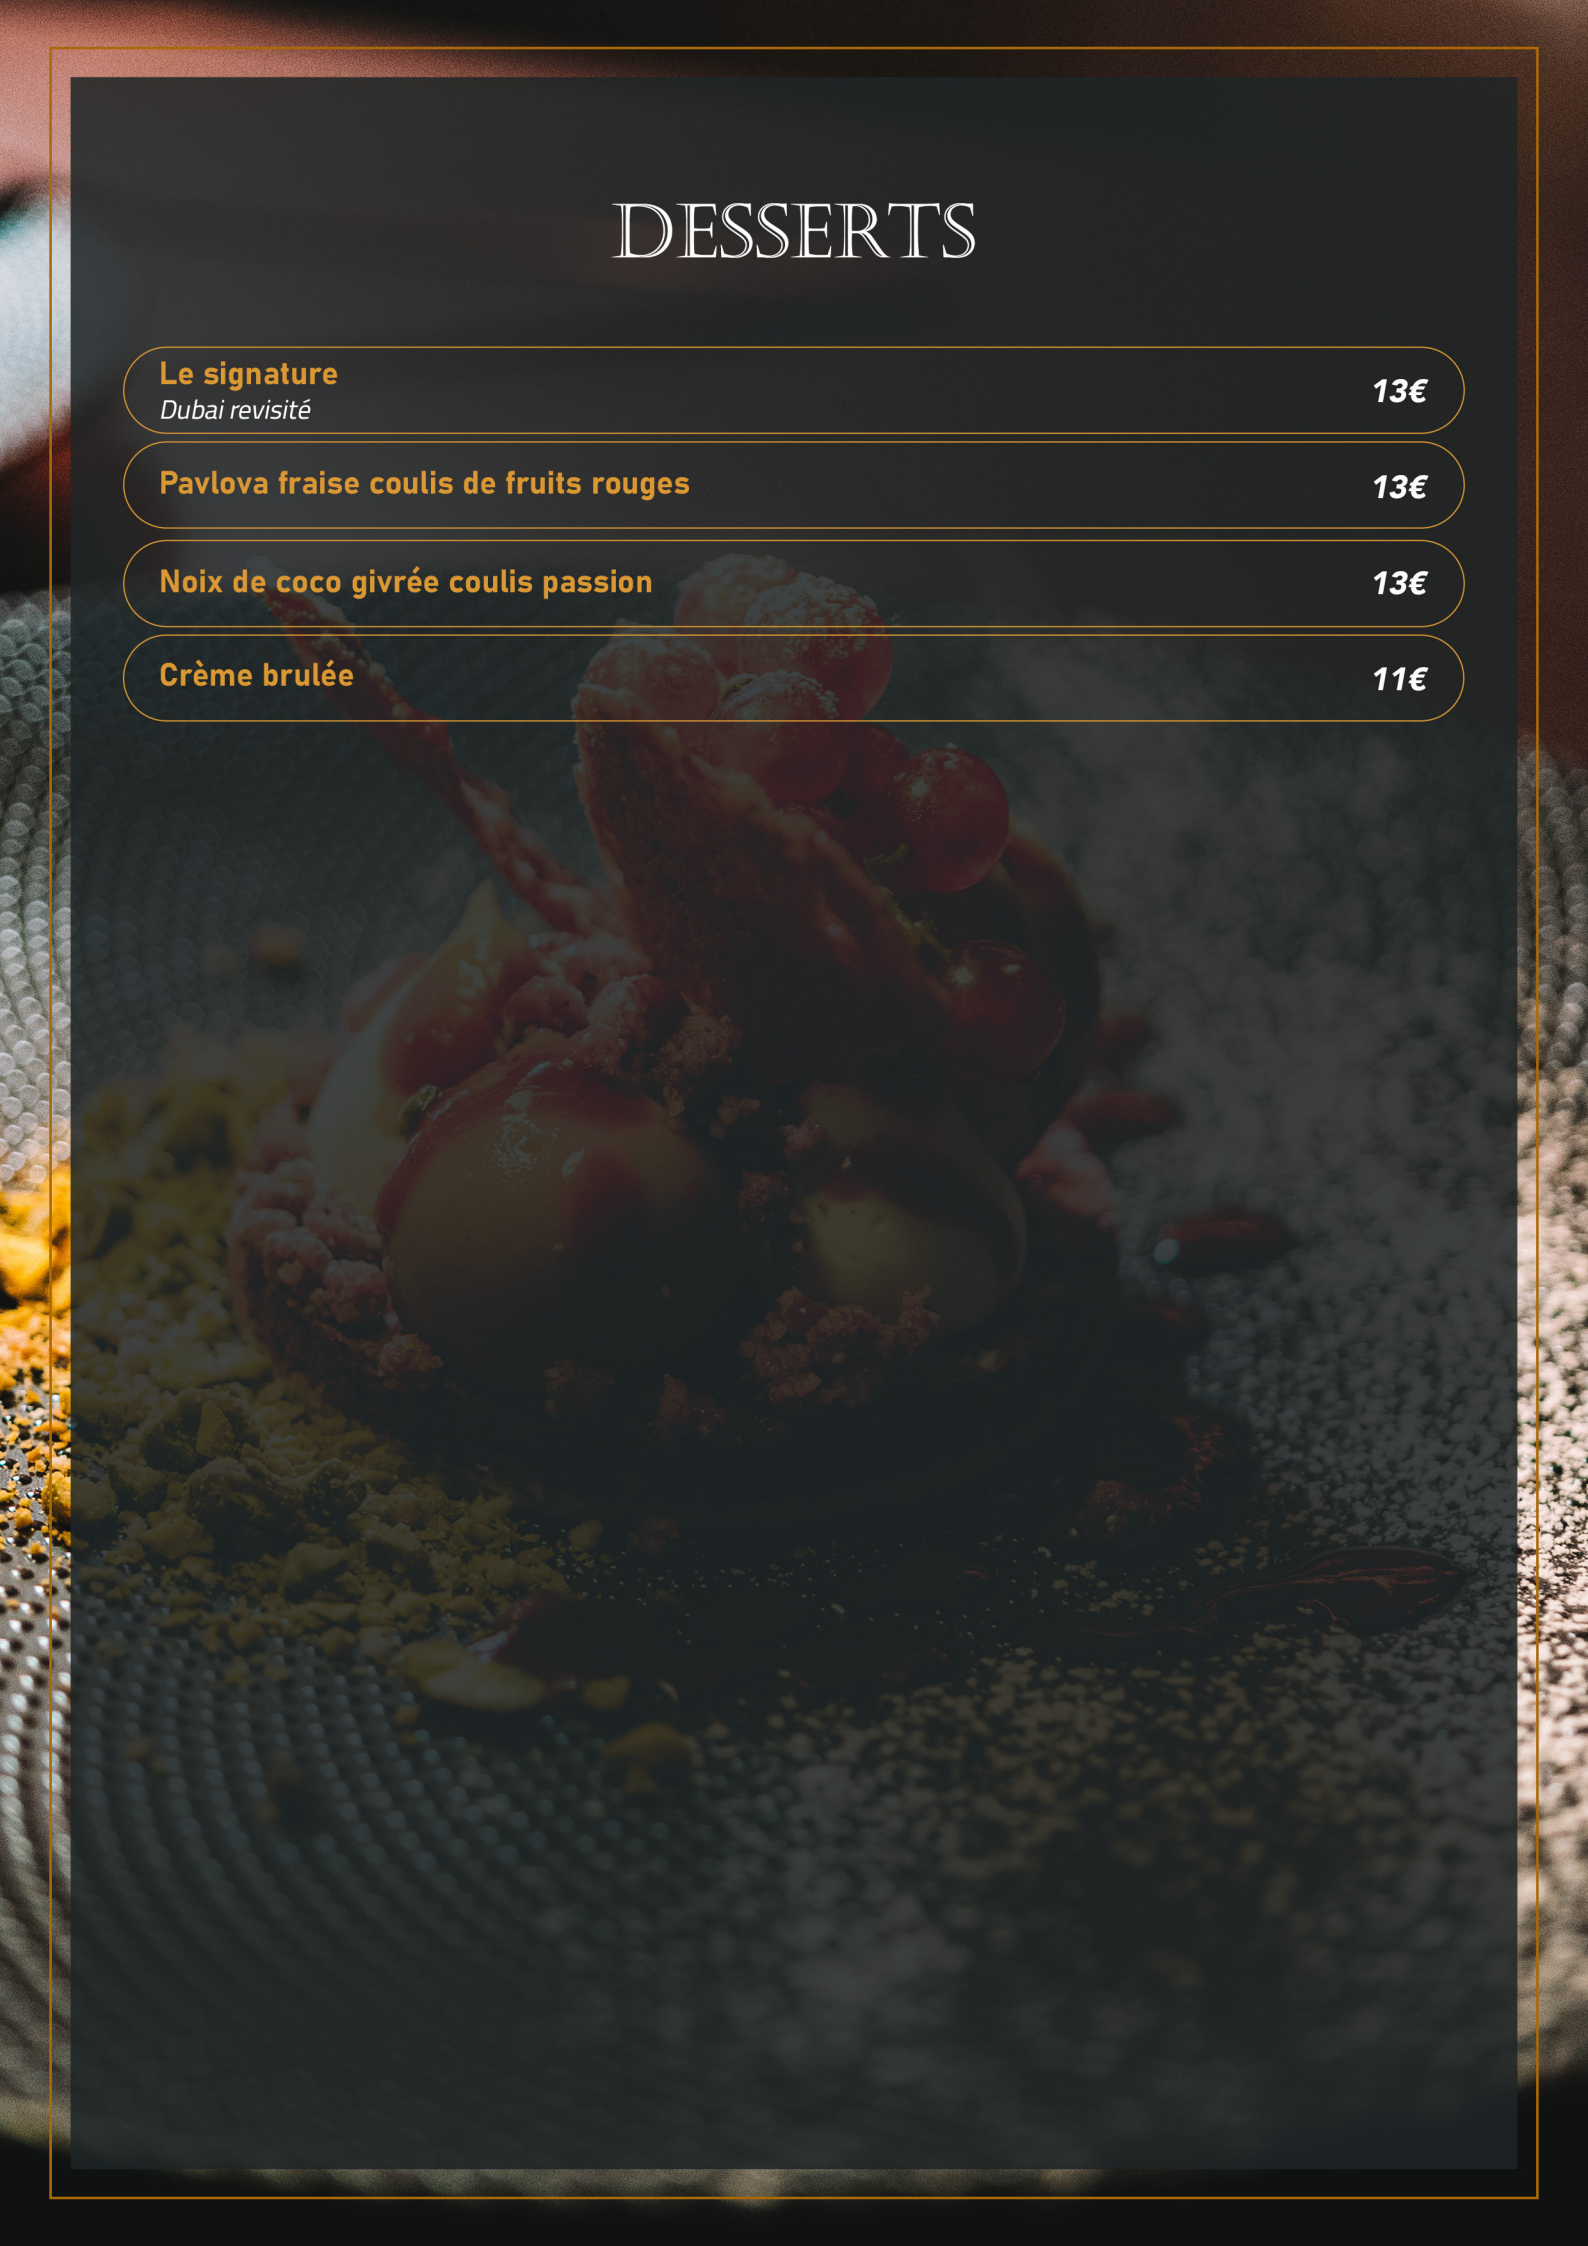 DESSERTS
Le signature
Dubai revisité
13€
Pavlova fraise coulis de fruits rouges
13€
Noix de coco givrée coulis passion
13€
Crème brulée
11€